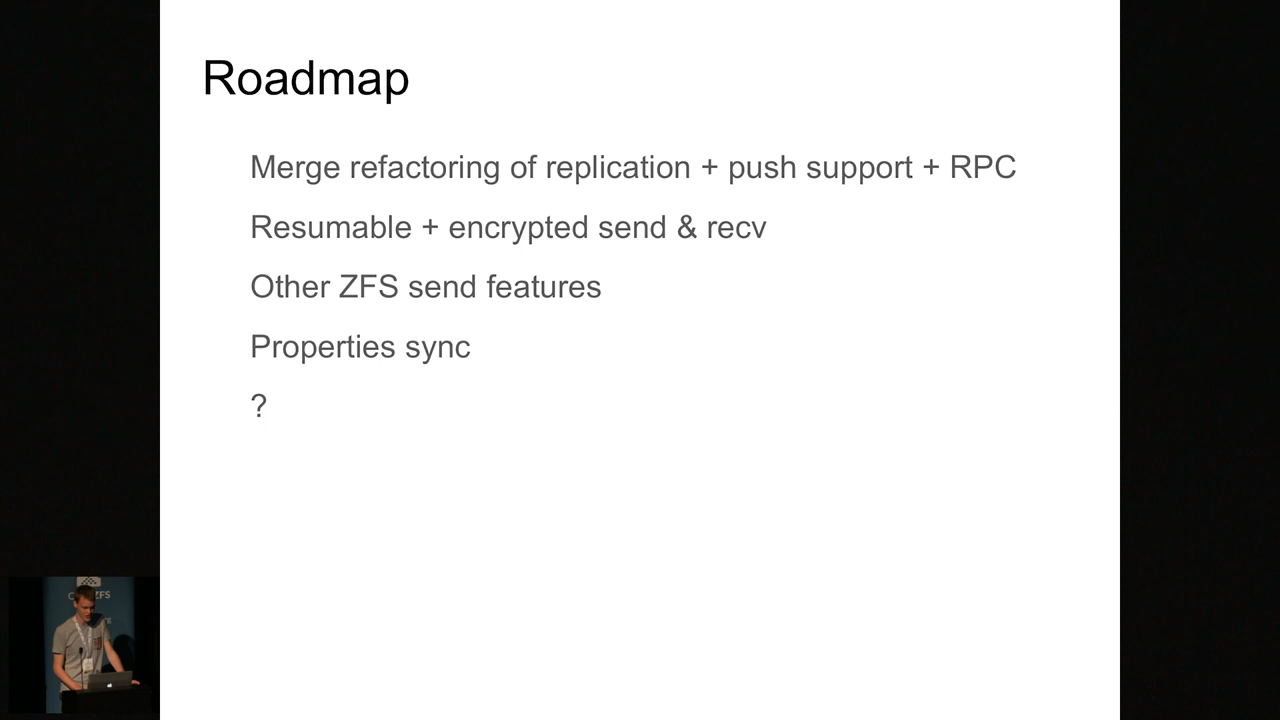 Roadmap
Merge refactoring of replication + push support + RPC
Resumable + encrypted send & recv
Other ZFS send features
Properties sync
?